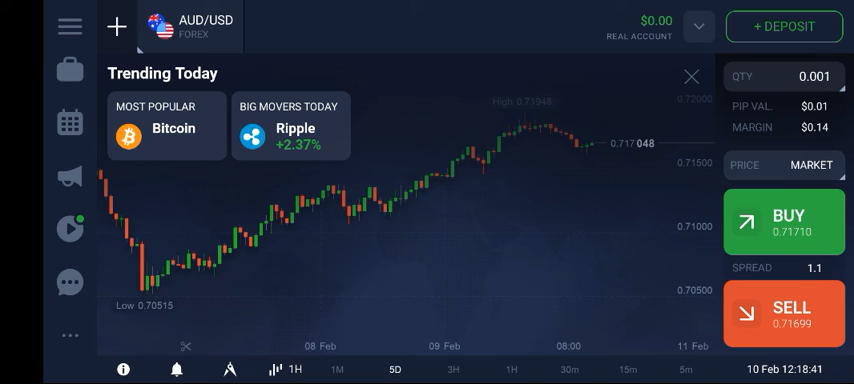 AUD/USD
FOREX
$0.00
REAL ACCOUNT
+ DEPOSIT
Trending Today
MOST POPULAR
Bitcoin
BIG MOVERS TODAY
Ripple
+2.37%
High 0.71948
0.72000
0.717 048
0.71500
0.71000
0.70500
Low 0.70515
08 Feb
09 Feb
08:00
11 Feb
1H
1M
5D
3H
1H
30m
15m
5m
10 Feb 12:18:41
QTY 0.001
PIP VAL. $0.01
MARGIN $0.14
PRICE MARKET
BUY
0.71710
SPREAD 1.1
SELL
0.71699